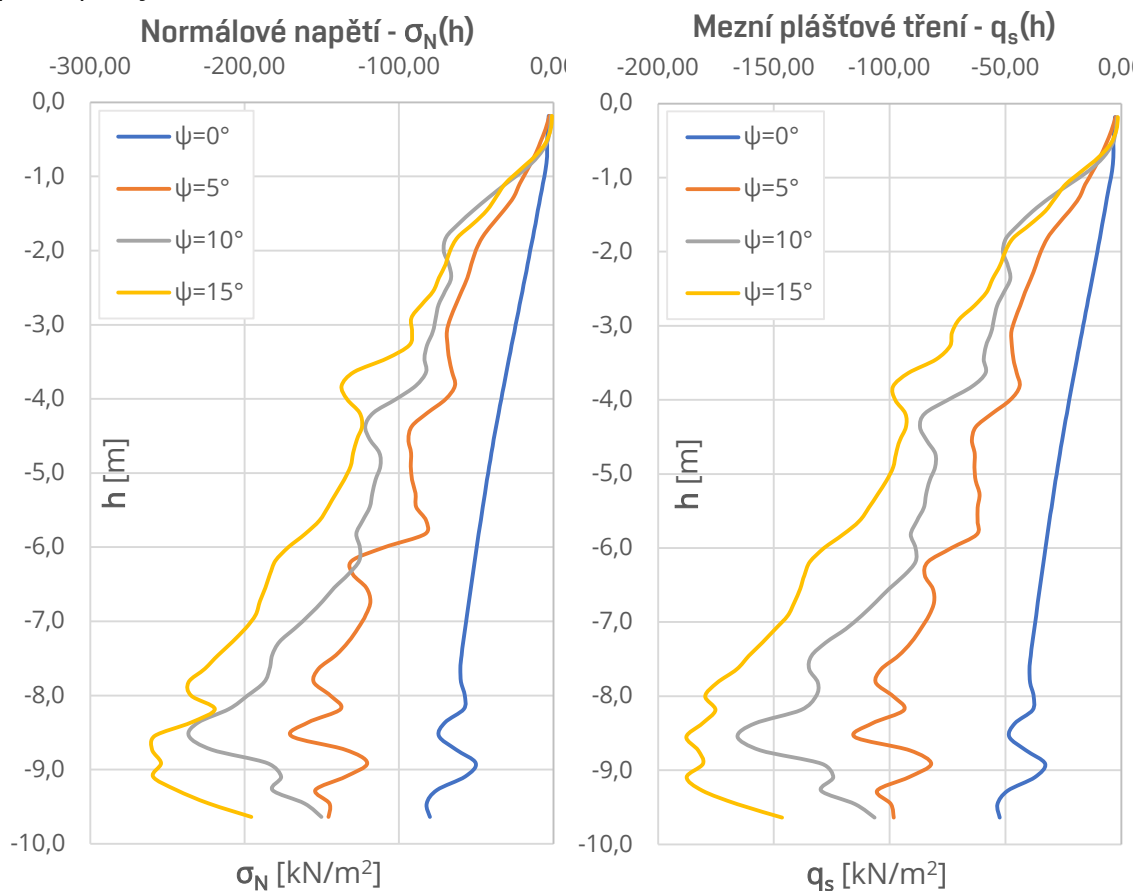 Normálové napětí - σN(h)
-300,00 -200,00 -100,00 0,00
0,0
-1,0
-2,0
-3,0
-4,0
-5,0
-6,0
-7,0
-8,0
-9,0
-10,0
ψ=0°
ψ=5°
ψ=10°
ψ=15°
h [m]
σN [kN/m²]
Mezní plášťové tření - qs(h)
-200,00 -150,00 -100,00 -50,00 0,0
0,0
-1,0
-2,0
-3,0
-4,0
-5,0
-6,0
-7,0
-8,0
-9,0
-10,0
ψ=0°
ψ=5°
ψ=10°
ψ=15°
h [m]
qs [kN/m²]